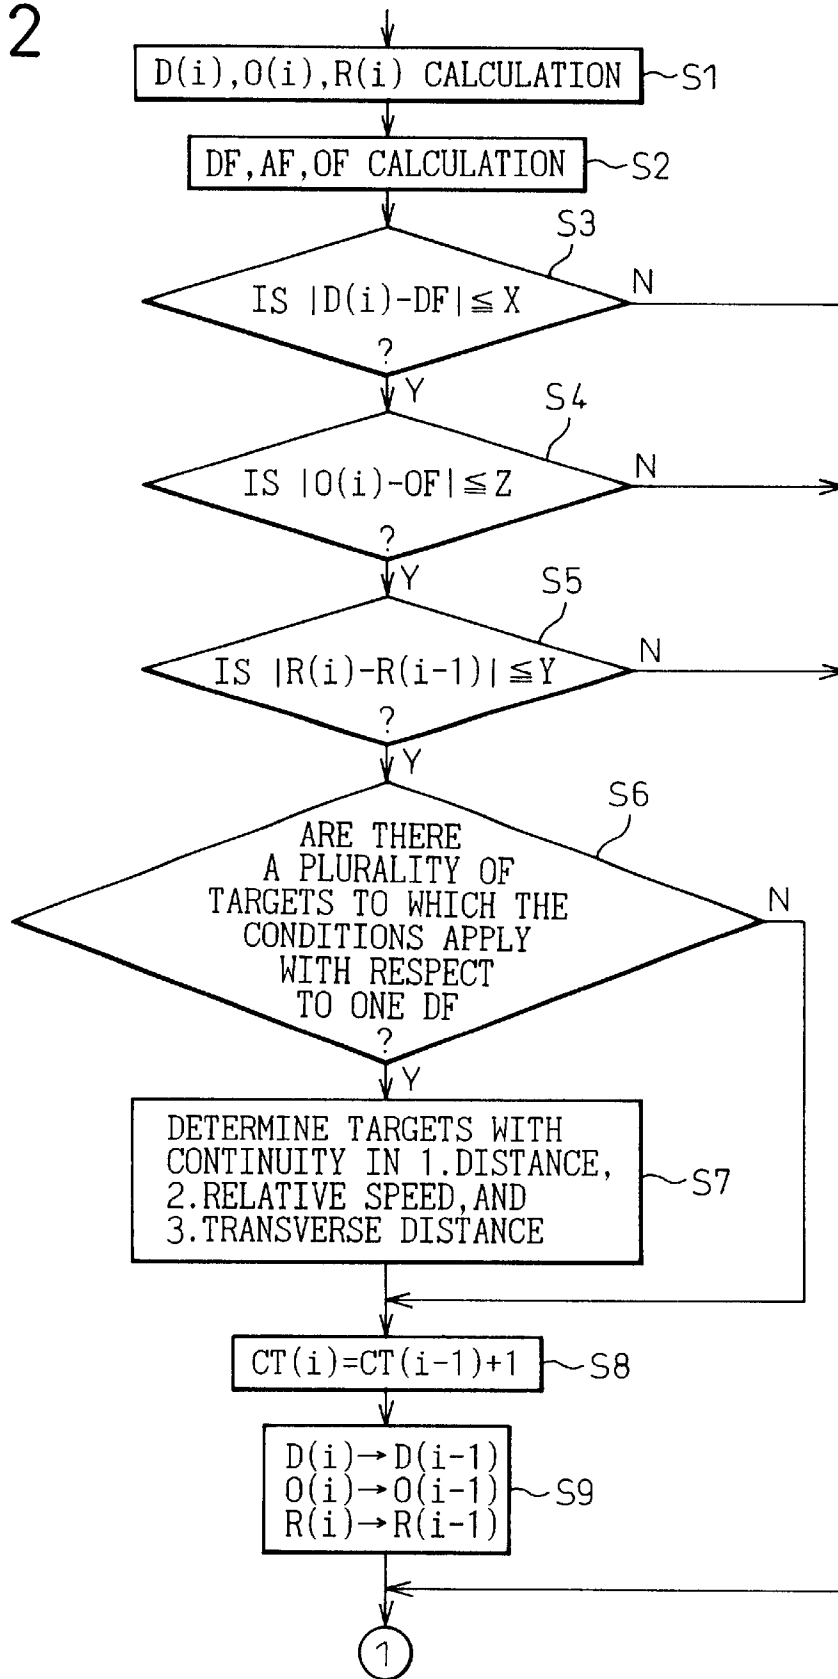 2
D(i),O(i),R(i) CALCULATION
S1
DF,AF,OF CALCULATION
S2
S3
IS |D(i)-DF|≦X
?
N
Y
S4
IS |O(i)-OF|≦Z
?
N
Y
S5
IS |R(i)-R(i-1)|≦Y
?
N
Y
S6
ARE THERE
A PLURALITY OF
TARGETS TO WHICH THE
CONDITIONS APPLY
WITH RESPECT
TO ONE DF
?
N
Y
DETERMINE TARGETS WITH
CONTINUITY IN 1.DISTANCE,
2.RELATIVE SPEED,AND
3.TRANSVERSE DISTANCE
S7
CT(i)=CT(i-1)+1
S8
D(i)→D(i-1)
O(i)→O(i-1)
R(i)→R(i-1)
S9
1